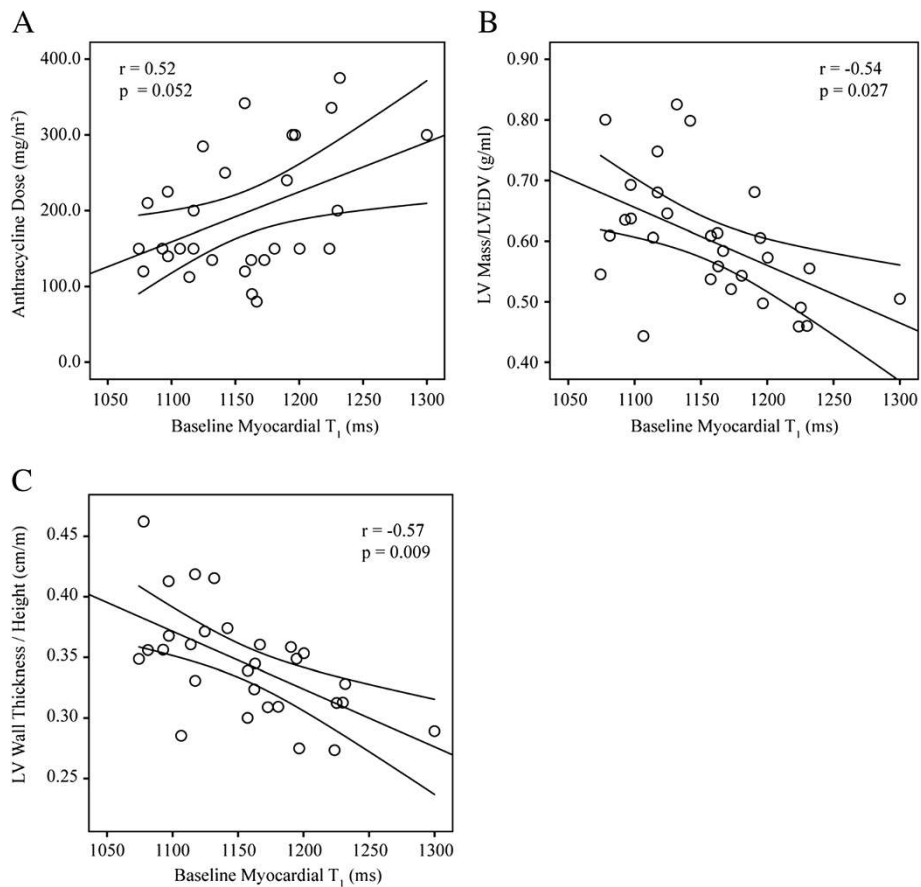 A
Anthracycline Dose (mg/m²)
400.0
300.0
200.0
100.0
0.0
r = 0.52
p = 0.052
1050 1100 1150 1200 1250 1300
Baseline Myocardial T₁ (ms)
B
LV Mass/LVEDV (g/ml)
0.90
0.80
0.70
0.60
0.50
0.40
r = -0.54
p = 0.027
1050 1100 1150 1200 1250 1300
Baseline Myocardial T₁ (ms)
C
LV Wall Thickness / Height (cm/m)
0.45
0.40
0.35
0.30
0.25
r = -0.57
p = 0.009
1050 1100 1150 1200 1250 1300
Baseline Myocardial T₁ (ms)